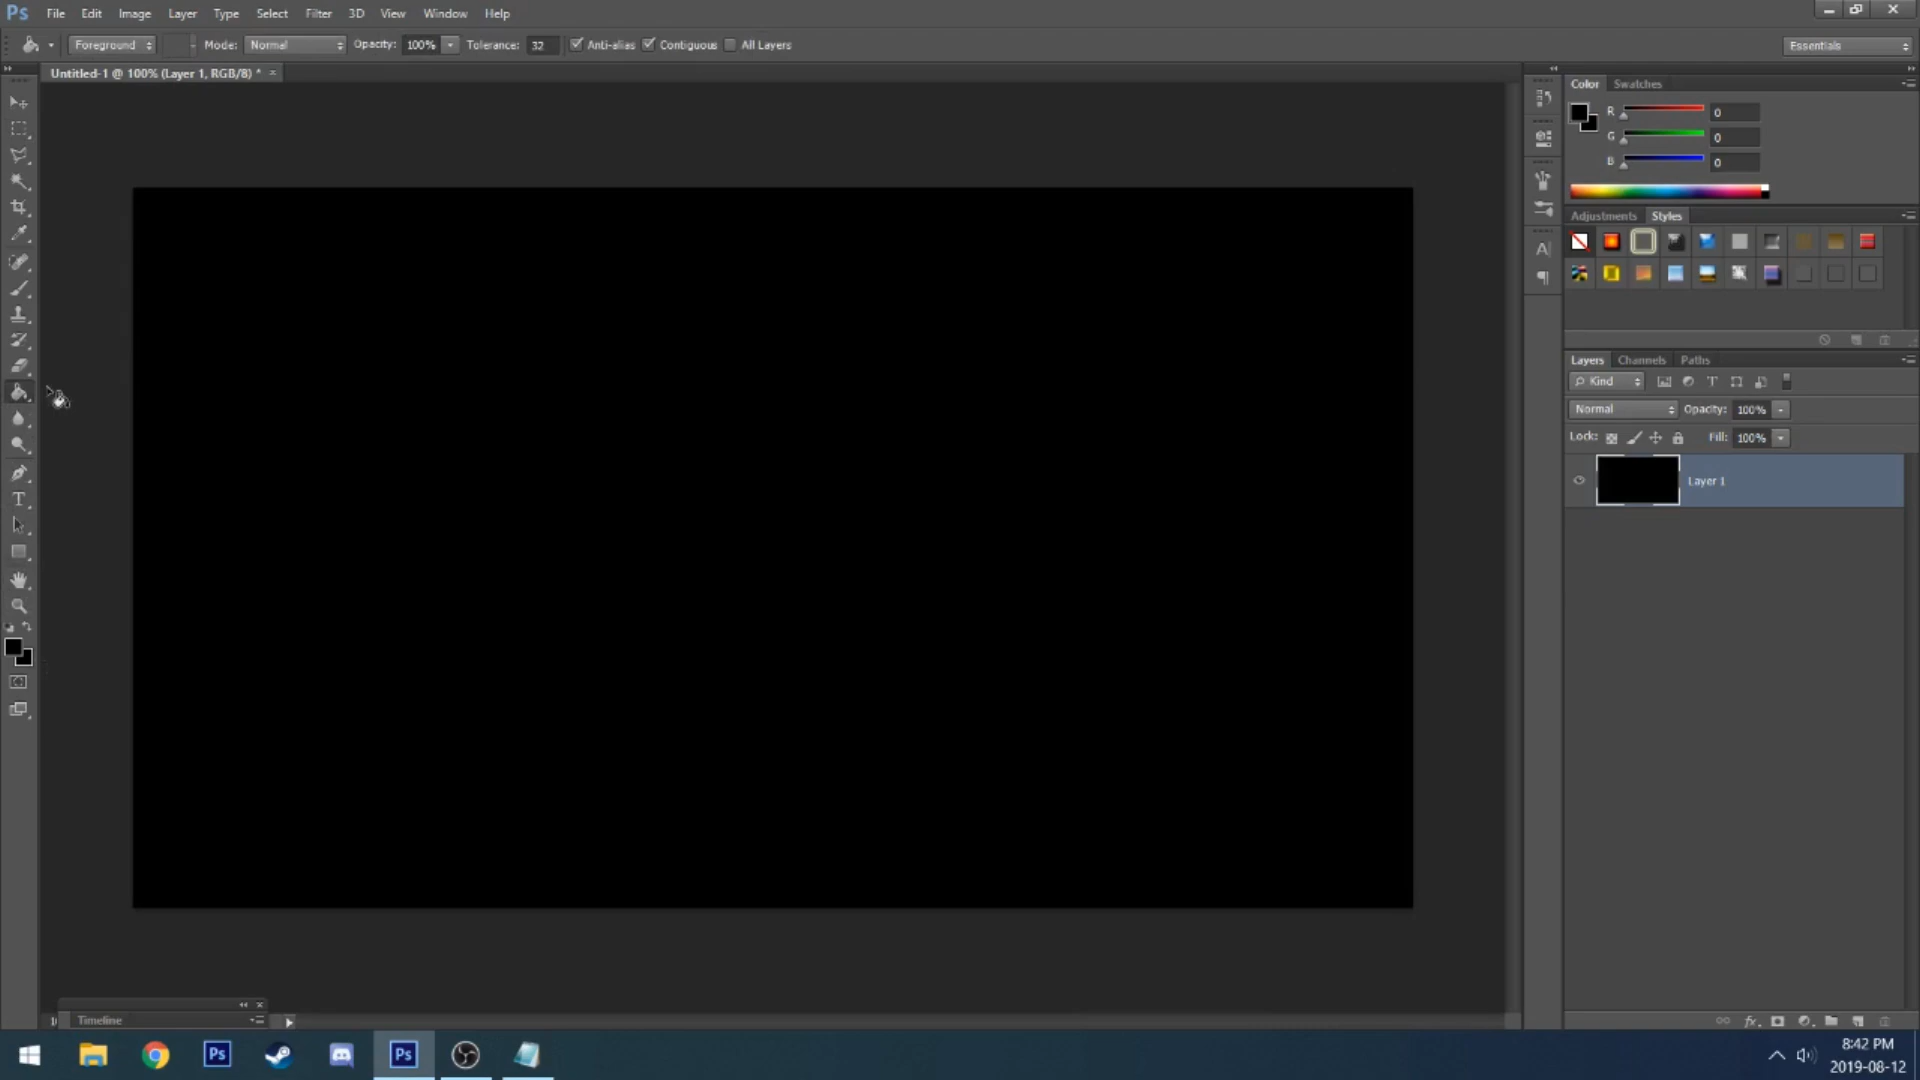 Ps File Edit Image Layer Type Select Filter 3D View Window Help
Foreground Mode: Normal Opacity: 100% Tolerance: 32 Anti-alias Contiguous All Layers Essentials
Untitled-1 @ 100% (Layer 1, RGB/8) *
Color Swatches
R 0
G 0
B 0
Adjustments Styles
Layers Channels Paths
Kind
Normal Opacity: 100%
Lock: Fill: 100%
Layer 1
Timeline
Ps Ps
8:42 PM
2019-08-12